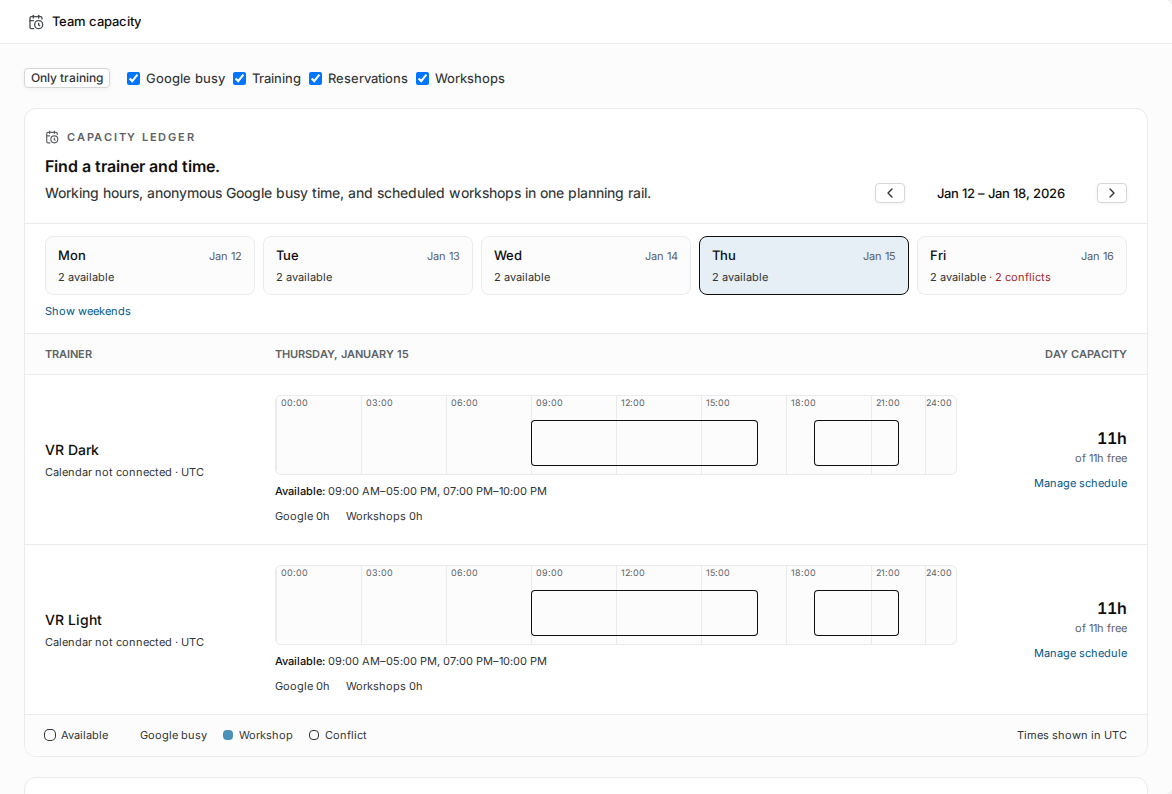 Team capacity
Only training Google busy Training Reservations Workshops
CAPACITY LEDGER
Find a trainer and time.
Working hours, anonymous Google busy time, and scheduled workshops in one planning rail.
Jan 12 – Jan 18, 2026
Mon Jan 12
2 available
Tue Jan 13
2 available
Wed Jan 14
2 available
Thu Jan 15
2 available
Fri Jan 16
2 available · 2 conflicts
Show weekends
TRAINER THURSDAY, JANUARY 15 DAY CAPACITY
VR Dark
Calendar not connected · UTC
00:00 03:00 06:00 09:00 12:00 15:00 18:00 21:00 24:00
Available: 09:00 AM–05:00 PM, 07:00 PM–10:00 PM
Google 0h Workshops 0h
11h
of 11h free
Manage schedule
VR Light
Calendar not connected · UTC
00:00 03:00 06:00 09:00 12:00 15:00 18:00 21:00 24:00
Available: 09:00 AM–05:00 PM, 07:00 PM–10:00 PM
Google 0h Workshops 0h
11h
of 11h free
Manage schedule
Available Google busy Workshop Conflict Times shown in UTC